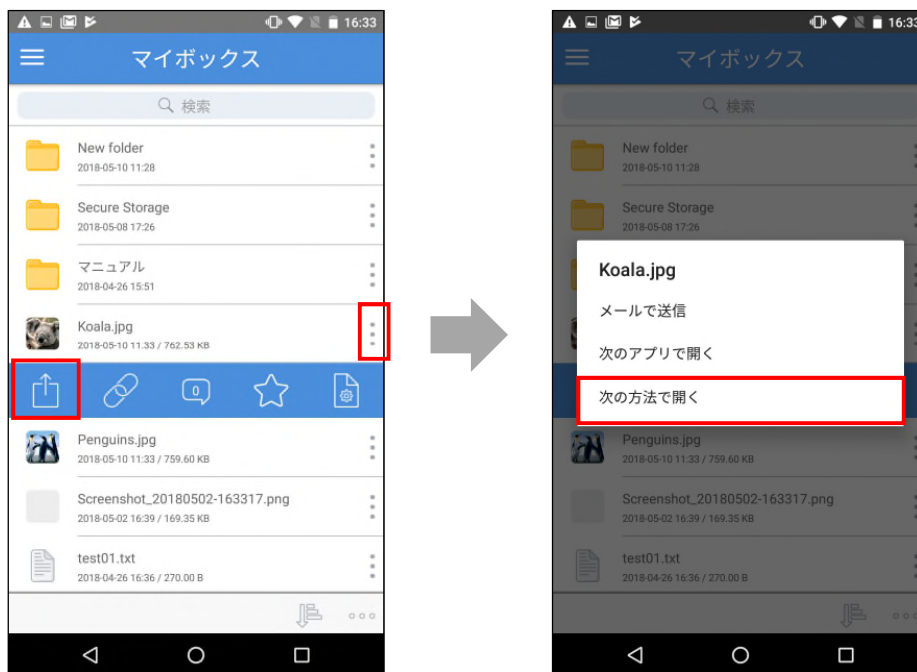 16:33
マイボックス
検索
New folder
2018-05-10 11:28
Secure Storage
2018-05-08 17:26
マニュアル
2018-04-26 15:51
Koala.jpg
2018-05-10 11.33 / 762.53 KB
0
Penguins.jpg
2018-05-10 11:33 / 759.60 KB
Screenshot_20180502-163317.png
2018-05-02 16:39 / 169.35 KB
test01.txt
2018-04-26 16:36 / 270.00 B
16:33
マイボックス
検索
New folder
2018-05-10 11:28
Secure Storage
2018-05-08 17:26
Koala.jpg
メールで送信
次のアプリで開く
次の方法で開く
Penguins.jpg
2018-05-10 11:33 / 759.60 KB
Screenshot_20180502-163317.png
2018-05-02 16:39 / 169.35 KB
test01.txt
2018-04-26 16:36 / 270.00 B